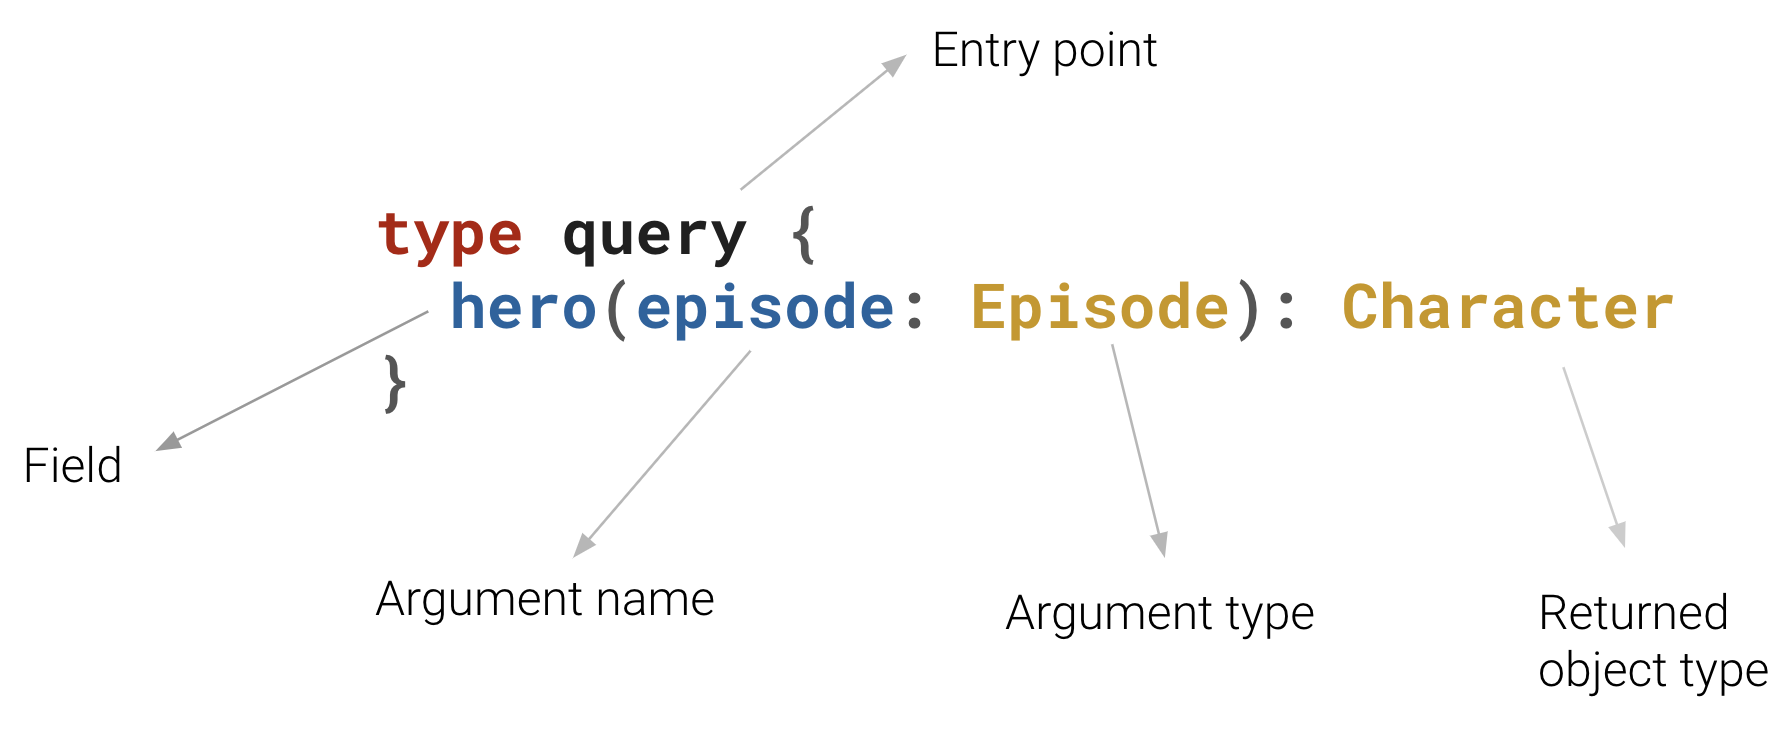 Entry point
type query {
hero(episode: Episode): Character
}
Field
Argument name
Argument type
Returned
object type